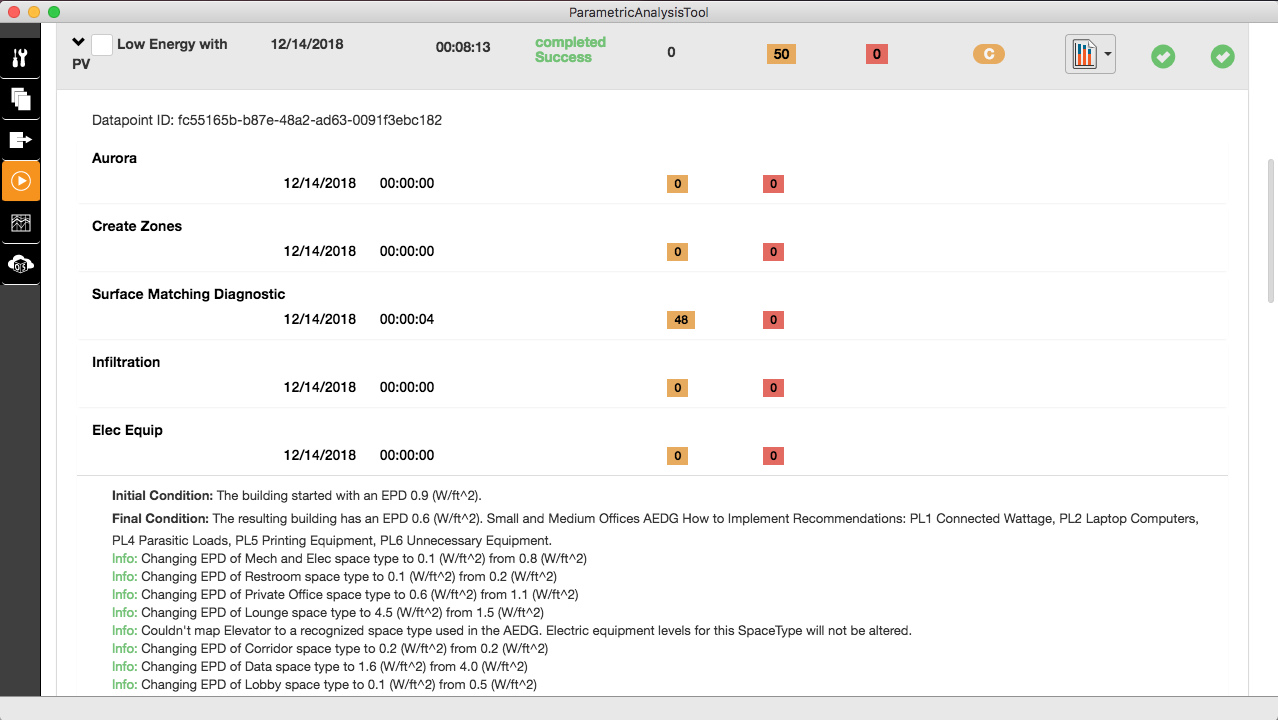 ParametricAnalysisTool
Low Energy with PV 12/14/2018 00:08:13 completed Success 0 50 0 C
Datapoint ID: fc55165b-b87e-48a2-ad63-0091f3ebc182
Aurora
12/14/2018 00:00:00 0 0
Create Zones
12/14/2018 00:00:00 0 0
Surface Matching Diagnostic
12/14/2018 00:00:04 48 0
Infiltration
12/14/2018 00:00:00 0 0
Elec Equip
12/14/2018 00:00:00 0 0
Initial Condition: The building started with an EPD 0.9 (W/ft^2).
Final Condition: The resulting building has an EPD 0.6 (W/ft^2). Small and Medium Offices AEDG How to Implement Recommendations: PL1 Connected Wattage, PL2 Laptop Computers,
PL4 Parasitic Loads, PL5 Printing Equipment, PL6 Unnecessary Equipment.
Info: Changing EPD of Mech and Elec space type to 0.1 (W/ft^2) from 0.8 (W/ft^2)
Info: Changing EPD of Restroom space type to 0.1 (W/ft^2) from 0.2 (W/ft^2)
Info: Changing EPD of Private Office space type to 0.6 (W/ft^2) from 1.1 (W/ft^2)
Info: Changing EPD of Lounge space type to 4.5 (W/ft^2) from 1.5 (W/ft^2)
Info: Couldn't map Elevator to a recognized space type used in the AEDG. Electric equipment levels for this SpaceType will not be altered.
Info: Changing EPD of Corridor space type to 0.2 (W/ft^2) from 0.2 (W/ft^2)
Info: Changing EPD of Data space type to 1.6 (W/ft^2) from 4.0 (W/ft^2)
Info: Changing EPD of Lobby space type to 0.1 (W/ft^2) from 0.5 (W/ft^2)